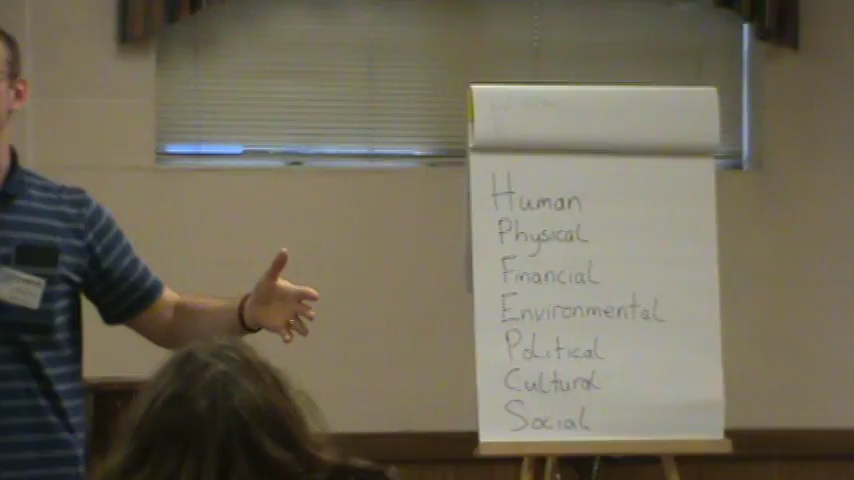 Human
Physical
Financial
Environmental
Political
Cultural
Social